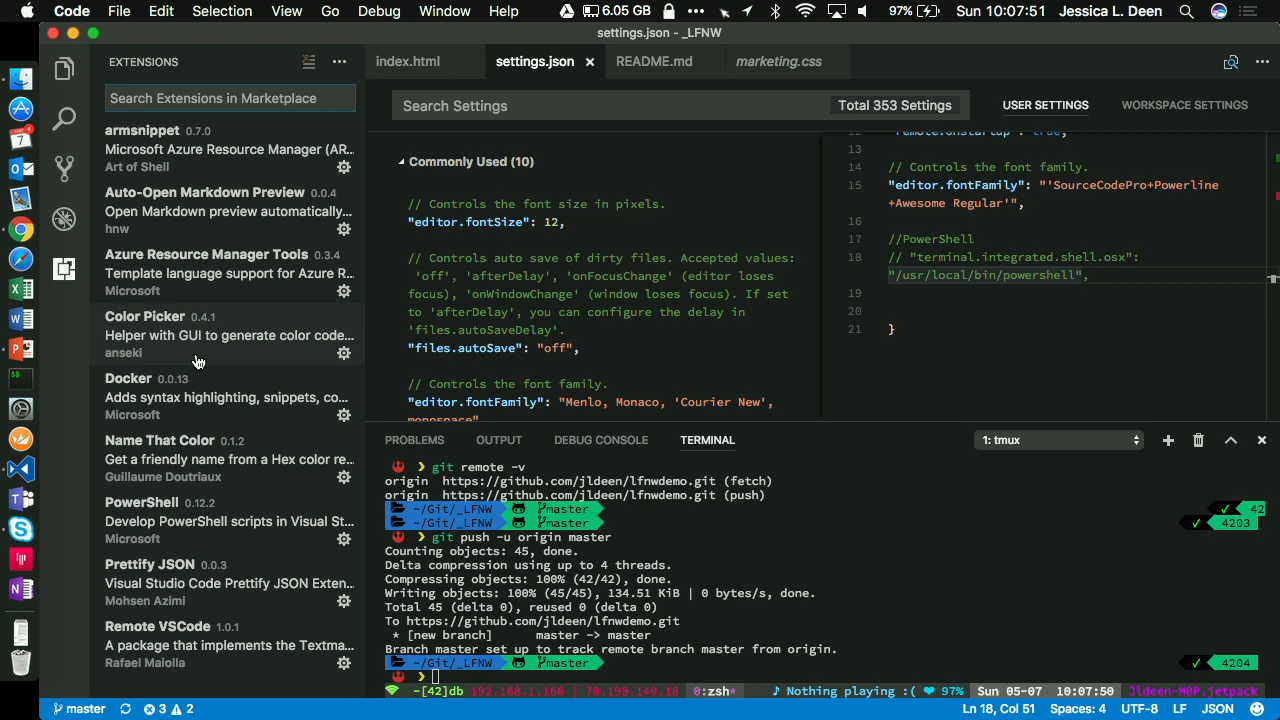 Code File Edit Selection View Go Debug Window Help 6.05 GB 97% Sun 10:07:51 Jessica L. Deen
settings.json - _LFNW
EXTENSIONS
Search Extensions in Marketplace
armsnippet 0.7.0
Microsoft Azure Resource Manager (AR...
Art of Shell
Auto-Open Markdown Preview 0.0.4
Open Markdown preview automatically...
hnw
Azure Resource Manager Tools 0.3.4
Template language support for Azure R...
Microsoft
Color Picker 0.4.1
Helper with GUI to generate color code...
anseki
Docker 0.0.13
Adds syntax highlighting, snippets, co...
Microsoft
Name That Color 0.1.2
Get a friendly name from a Hex color re...
Guillaume Doutriaux
PowerShell 0.12.2
Develop PowerShell scripts in Visual St...
Microsoft
Prettify JSON 0.0.3
Visual Studio Code Prettify JSON Exten...
Mohsen Azimi
Remote VSCode 1.0.1
A package that implements the Textma...
Rafael Maiolla
index.html settings.json × README.md marketing.css
Search Settings Total 353 Settings USER SETTINGS WORKSPACE SETTINGS
Commonly Used (10)
// Controls the font size in pixels.
"editor.fontSize": 12,
// Controls auto save of dirty files. Accepted values:
'off', 'afterDelay', 'onFocusChange' (editor loses
focus), 'onWindowChange' (window loses focus). If set
to 'afterDelay', you can configure the delay in
'files.autoSaveDelay'.
"files.autoSave": "off",
// Controls the font family.
"editor.fontFamily": "Menlo, Monaco, 'Courier New',
monospace"
12 "remote.onstartup": true,
13
14 // Controls the font family.
15 "editor.fontFamily": "'SourceCodePro+Powerline
+Awesome Regular'",
16
17 //PowerShell
18 // "terminal.integrated.shell.osx":
"/usr/local/bin/powershell",
19
20
21 }
PROBLEMS OUTPUT DEBUG CONSOLE TERMINAL 1: tmux
❯ git remote -v
origin https://github.com/jldeen/lfnwdemo.git (fetch)
origin https://github.com/jldeen/lfnwdemo.git (push)
~/Git/_LFNW master ✓ 42
~/Git/_LFNW master ✓ 4203
❯ git push -u origin master
Counting objects: 45, done.
Delta compression using up to 4 threads.
Compressing objects: 100% (42/42), done.
Writing objects: 100% (45/45), 134.51 KiB | 0 bytes/s, done.
Total 45 (delta 0), reused 0 (delta 0)
To https://github.com/jldeen/lfnwdemo.git
* [new branch] master -> master
Branch master set up to track remote branch master from origin.
~/Git/_LFNW master ✓ 4204
❯
-[42]db 192.168.1.166 | 70.199.140.18 0:zsh* ♪ Nothing playing :( ❤ 97% Sun 05-07 10:07:50 Jldeen-MBP.jetpack
master 3 2 Ln 18, Col 51 Spaces: 4 UTF-8 LF JSON